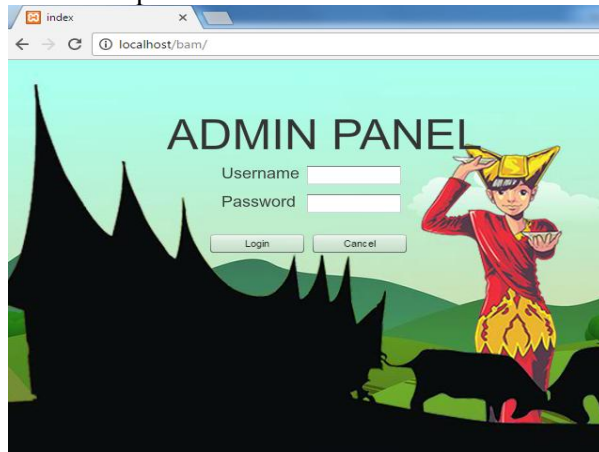 index
localhost/bam/
ADMIN PANEL
Username
Password
Login Cancel